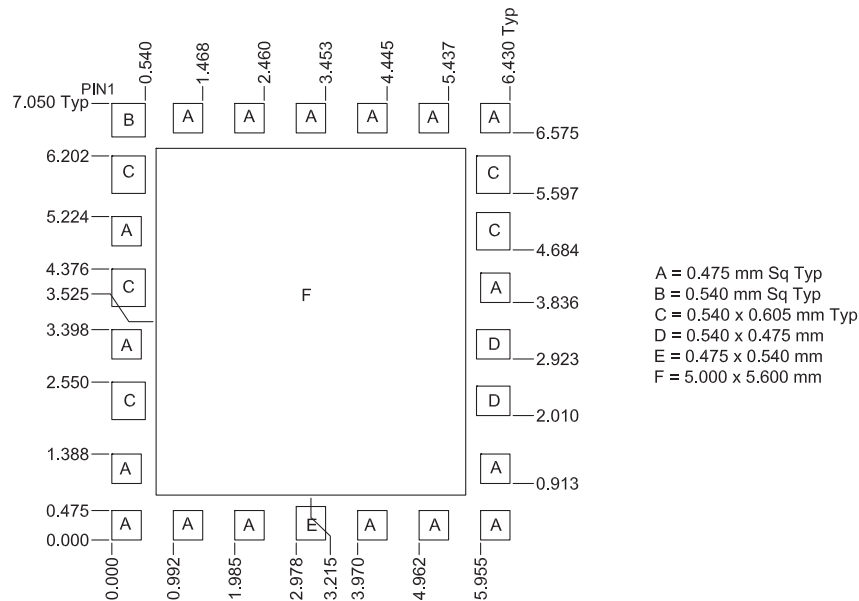 0.540
1.468
2.460
3.453
4.445
5.437
6.430 Typ
PIN1
7.050 Typ
B
A
A
A
A
A
A
6.575
6.202
C
C
5.597
5.224
A
C
4.684
4.376
C
A
3.836
3.525
F
3.398
A
D
2.923
2.550
C
D
2.010
1.388
A
A
0.913
0.475
A
A
A
E
A
A
A
0.000
0.000
0.992
1.985
2.978
3.215
3.970
4.962
5.955
A = 0.475 mm Sq Typ
B = 0.540 mm Sq Typ
C = 0.540 x 0.605 mm Typ
D = 0.540 x 0.475 mm
E = 0.475 x 0.540 mm
F = 5.000 x 5.600 mm